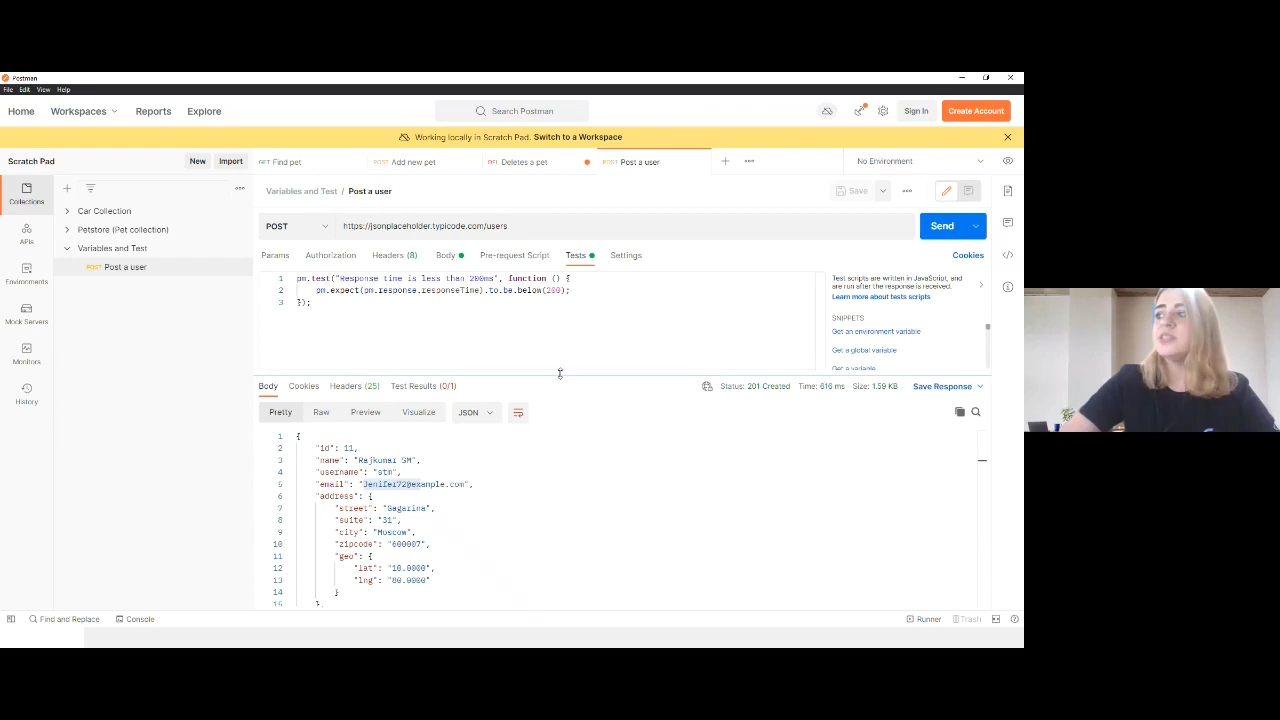 Postman
File Edit View Help
Home Workspaces Reports Explore Search Postman Sign In Create Account
Working locally in Scratch Pad. Switch to a Workspace
Scratch Pad New Import
GET Find pet POST Add new pet DEL Deletes a pet POST Post a user No Environment
Collections
APIs
Environments
Mock Servers
Monitors
History
Car Collection
Petstore (Pet collection)
Variables and Test
POST Post a user
Variables and Test / Post a user Save
POST https://jsonplaceholder.typicode.com/users Send
Params Authorization Headers (8) Body Pre-request Script Tests Settings Cookies
1 pm.test("Response time is less than 200ms", function () {
2 pm.expect(pm.response.responseTime).to.be.below(200);
3 });
Test scripts are written in JavaScript, and
are run after the response is received.
Learn more about tests scripts
SNIPPETS
Get an environment variable
Get a global variable
Get a variable
Body Cookies Headers (25) Test Results (0/1) Status: 201 Created Time: 616 ms Size: 1.59 KB Save Response
Pretty Raw Preview Visualize JSON
1 {
2 "id": 11,
3 "name": "Rajkumar SM",
4 "username": "stm",
5 "email": "Jenifer72@example.com",
6 "address": {
7 "street": "Gagarina",
8 "suite": "31",
9 "city": "Moscow",
10 "zipcode": "600007",
11 "geo": {
12 "lat": "10.0000",
13 "lng": "80.0000"
14 }
15 },
Find and Replace Console Runner Trash